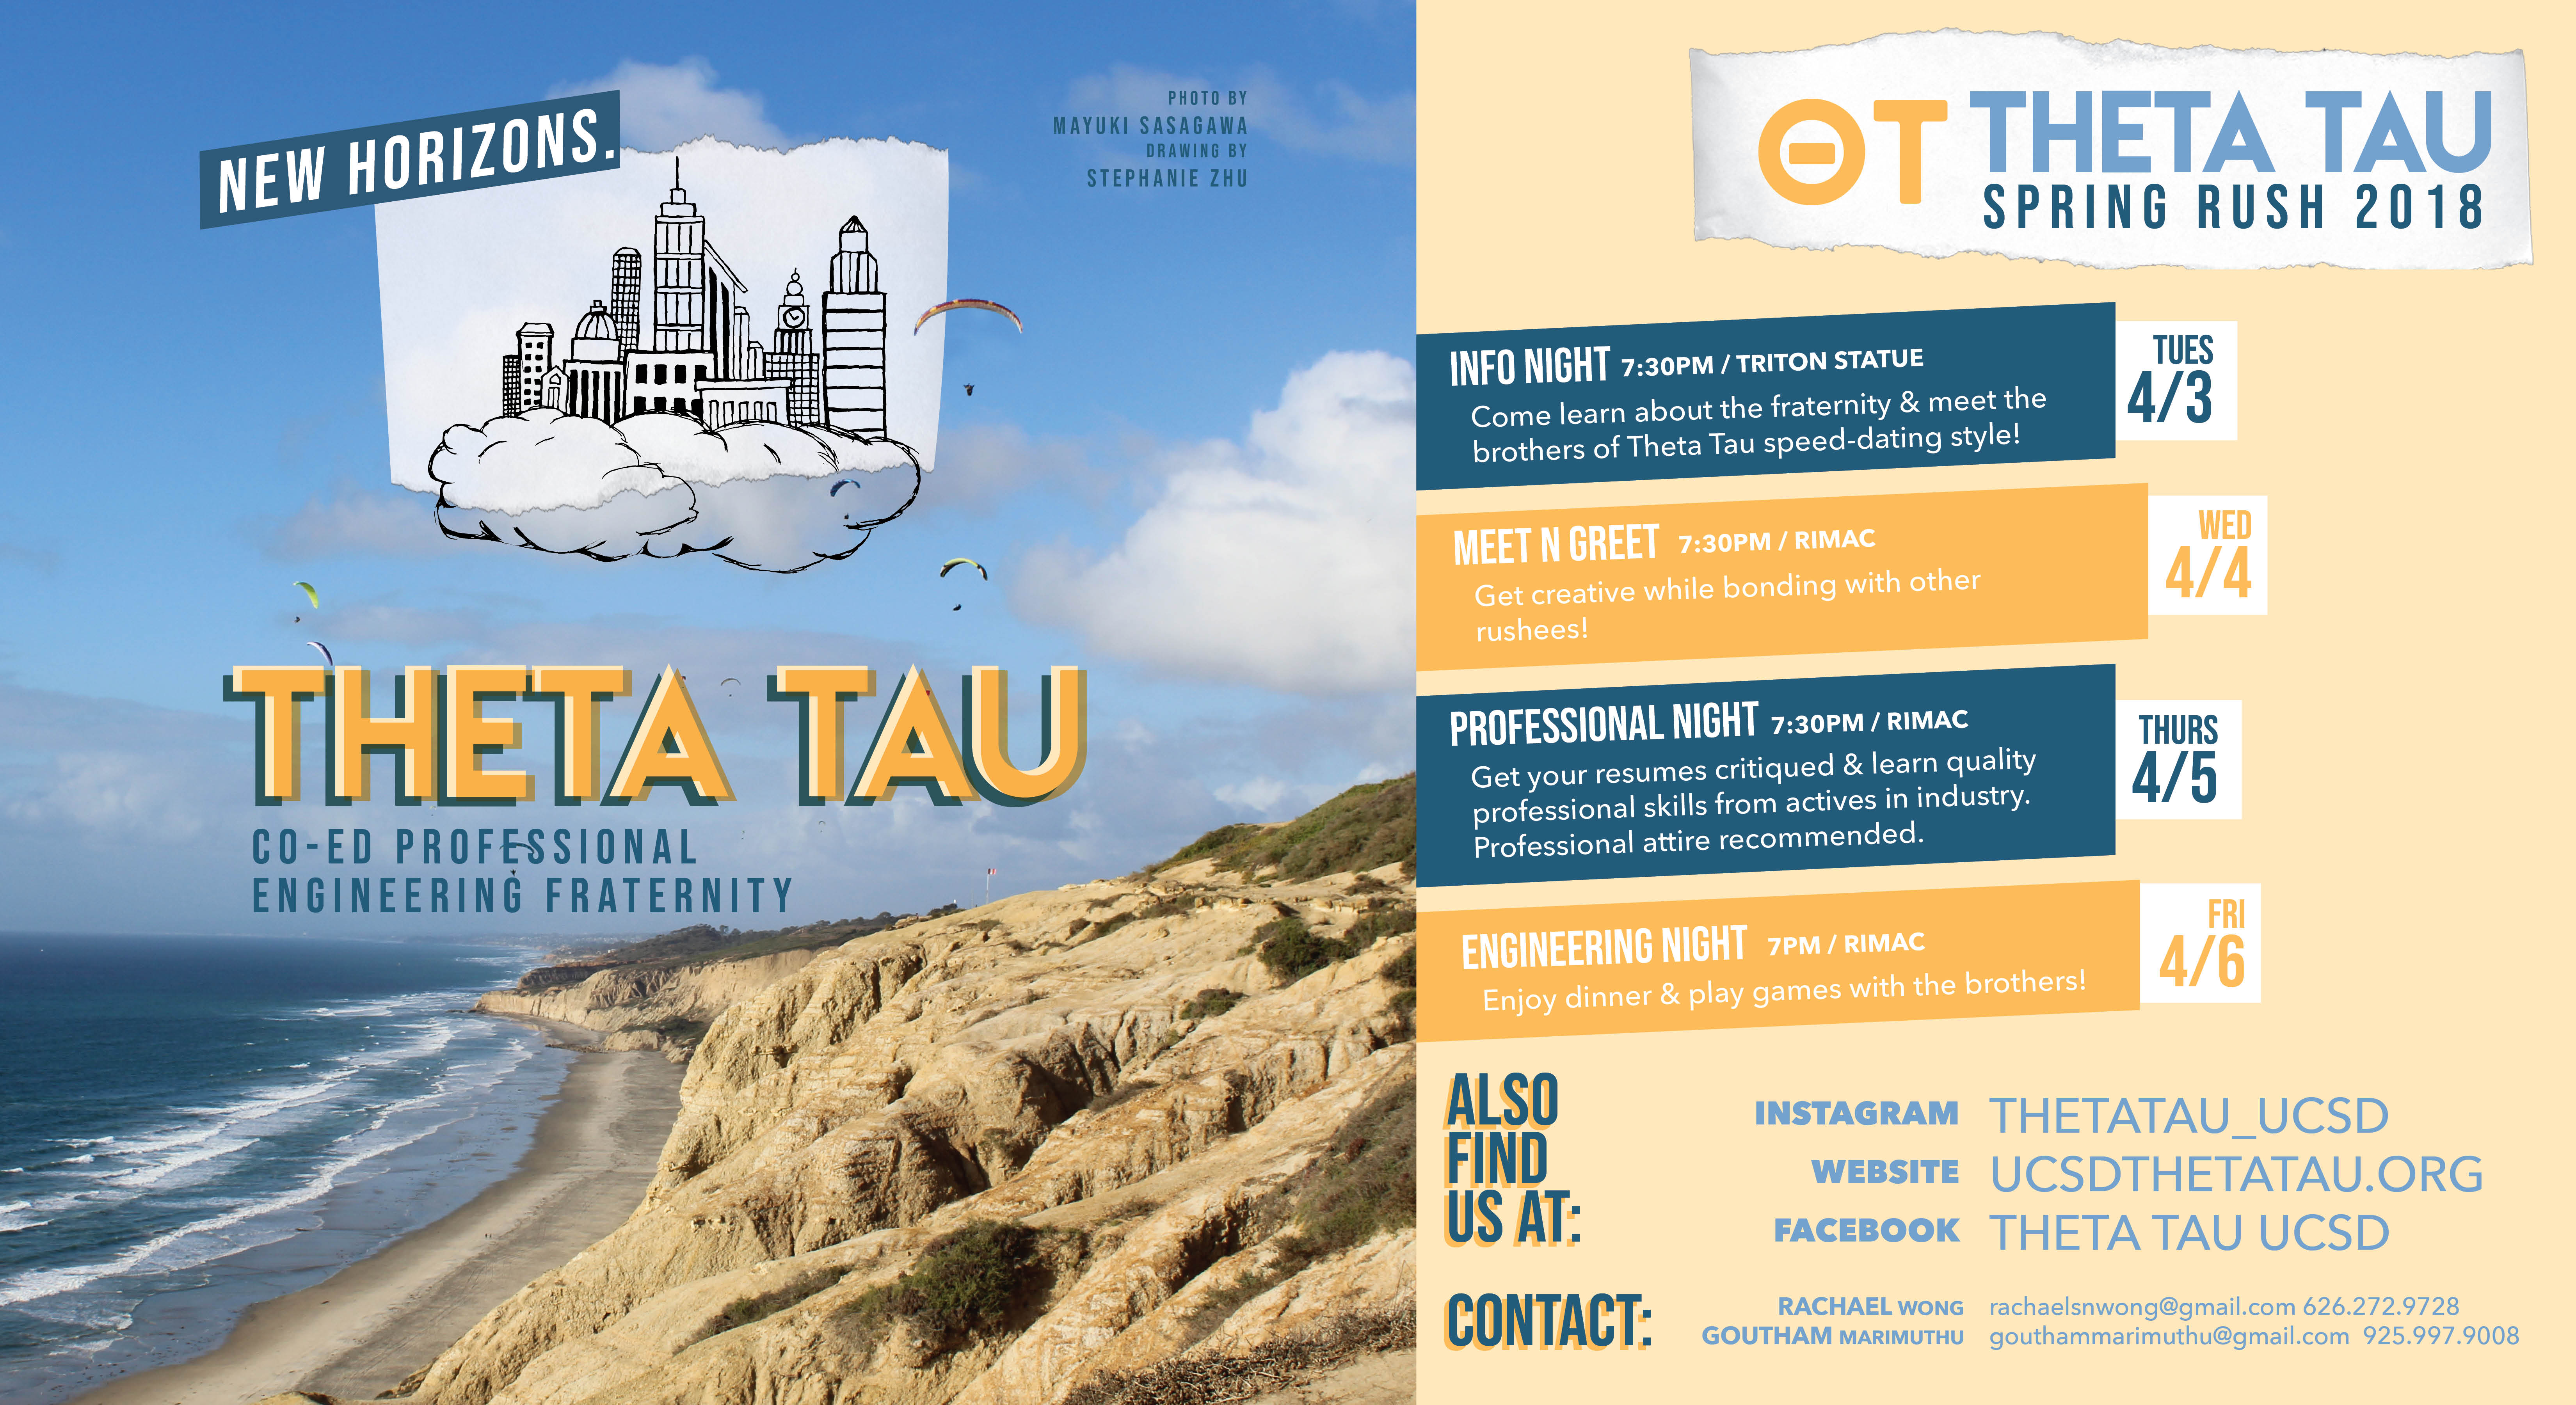 NEW HORIZONS.
PHOTO BY
MAYUKI SASAGAWA
DRAWING BY
STEPHANIE ZHU
THETA TAU
CO-ED PROFESSIONAL
ENGINEERING FRATERNITY
ΘT THETA TAU
SPRING RUSH 2018
INFO NIGHT 7:30PM / TRITON STATUE
Come learn about the fraternity & meet the
brothers of Theta Tau speed-dating style!
TUES
4/3
MEET N GREET 7:30PM / RIMAC
Get creative while bonding with other
rushees!
WED
4/4
PROFESSIONAL NIGHT 7:30PM / RIMAC
Get your resumes critiqued & learn quality
professional skills from actives in industry.
Professional attire recommended.
THURS
4/5
ENGINEERING NIGHT 7PM / RIMAC
Enjoy dinner & play games with the brothers!
FRI
4/6
ALSO
FIND
US AT:
INSTAGRAM THETATAU_UCSD
WEBSITE UCSDTHETATAU.ORG
FACEBOOK THETA TAU UCSD
CONTACT:
RACHAEL WONG rachaelsnwong@gmail.com 626.272.9728
GOUTHAM MARIMUTHU gouthammarimuthu@gmail.com 925.997.9008